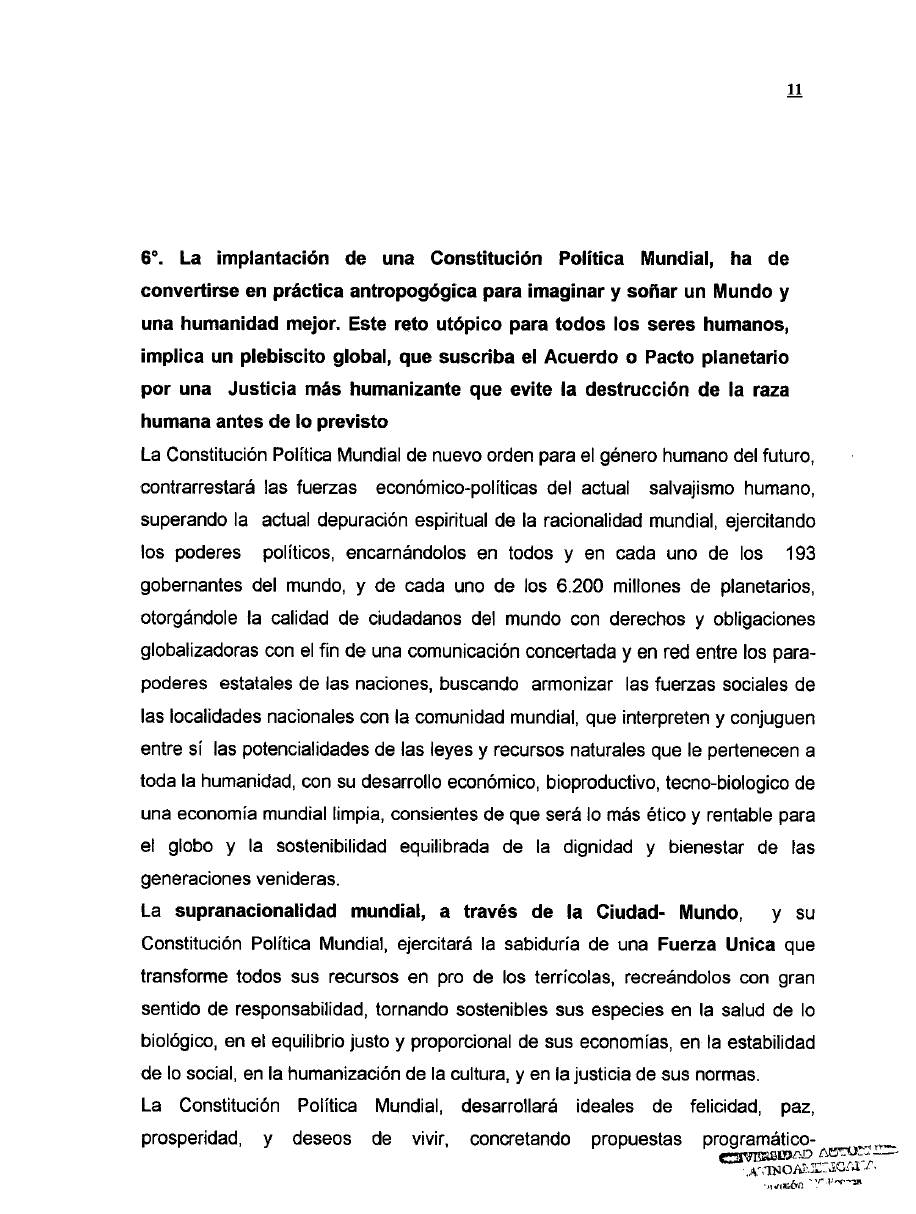 11
6°. La implantación de una Constitución Política Mundial, ha de
convertirse en práctica antropogógica para imaginar y soñar un Mundo y
una humanidad mejor. Este reto utópico para todos los seres humanos,
implica un plebiscito global, que suscriba el Acuerdo o Pacto planetario
por una Justicia más humanizante que evite la destrucción de la raza
humana antes de lo previsto
La Constitución Política Mundial de nuevo orden para el género humano del futuro,
contrarrestará las fuerzas económico-políticas del actual salvajismo humano,
superando la actual depuración espiritual de la racionalidad mundial, ejercitando
los poderes políticos, encarnándolos en todos y en cada uno de los 193
gobernantes del mundo, y de cada uno de los 6.200 millones de planetarios,
otorgándole la calidad de ciudadanos del mundo con derechos y obligaciones
globalizadoras con el fin de una comunicación concertada y en red entre los para-
poderes estatales de las naciones, buscando armonizar las fuerzas sociales de
las localidades nacionales con la comunidad mundial, que interpreten y conjuguen
entre sí las potencialidades de las leyes y recursos naturales que le pertenecen a
toda la humanidad, con su desarrollo económico, bioproductivo, tecno-biologico de
una economía mundial limpia, consientes de que será lo más ético y rentable para
el globo y la sostenibilidad equilibrada de la dignidad y bienestar de las
generaciones venideras.
La supranacionalidad mundial, a través de la Ciudad- Mundo, y su
Constitución Política Mundial, ejercitará la sabiduría de una Fuerza Unica que
transforme todos sus recursos en pro de los terrícolas, recreándolos con gran
sentido de responsabilidad, tornando sostenibles sus especies en la salud de lo
biológico, en el equilibrio justo y proporcional de sus economías, en la estabilidad
de lo social, en la humanización de la cultura, y en la justicia de sus normas.
La Constitución Política Mundial, desarrollará ideales de felicidad, paz,
prosperidad, y deseos de vivir, concretando propuestas programático-